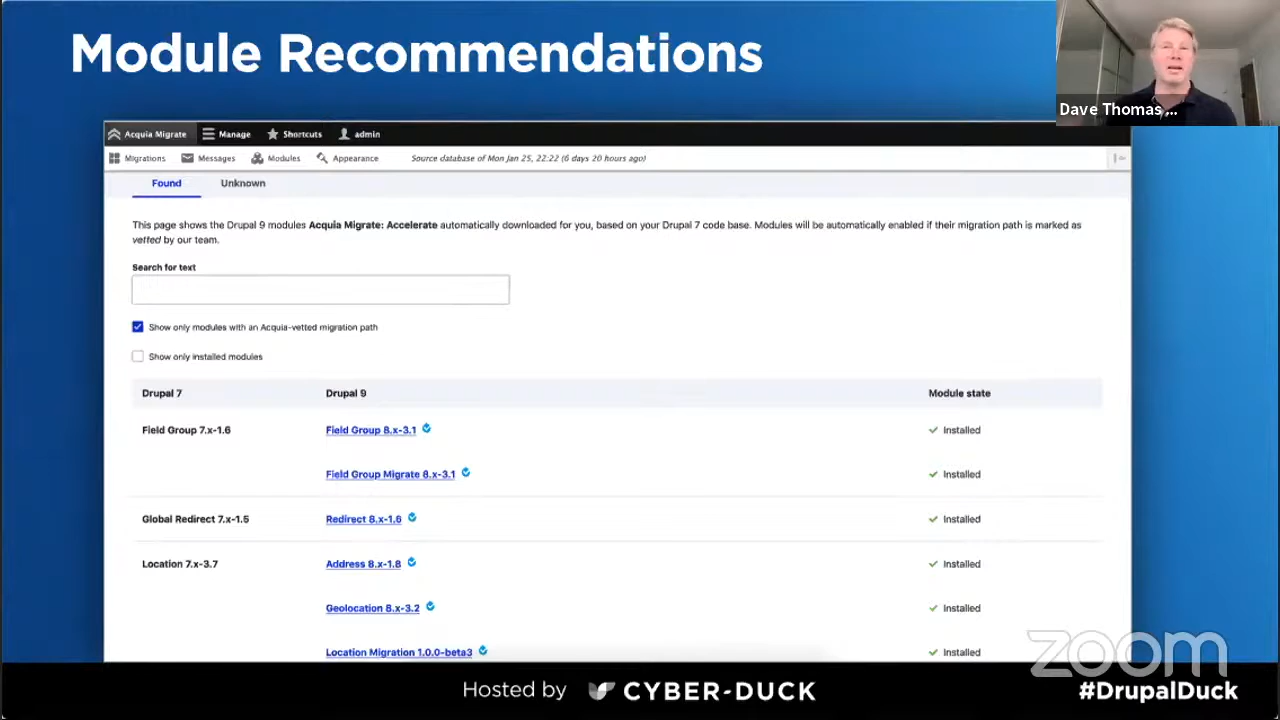 Module Recommendations
Dave Thomas ...
Acquia Migrate Manage Shortcuts admin
Migrations Messages Modules Appearance Source database of Mon Jan 25, 22:22 (6 days 20 hours ago)
Found Unknown
This page shows the Drupal 9 modules Acquia Migrate: Accelerate automatically downloaded for you, based on your Drupal 7 code base. Modules will be automatically enabled if their migration path is marked as
vetted by our team.
Search for text
Show only modules with an Acquia-vetted migration path
Show only installed modules
Drupal 7 Drupal 9 Module state
Field Group 7.x-1.6 Field Group 8.x-3.1 Installed
Field Group Migrate 8.x-3.1 Installed
Global Redirect 7.x-1.5 Redirect 8.x-1.6 Installed
Location 7.x-3.7 Address 8.x-1.8 Installed
Geolocation 8.x-3.2 Installed
Location Migration 1.0.0-beta3 Installed
zoom
Hosted by CYBER-DUCK #DrupalDuck